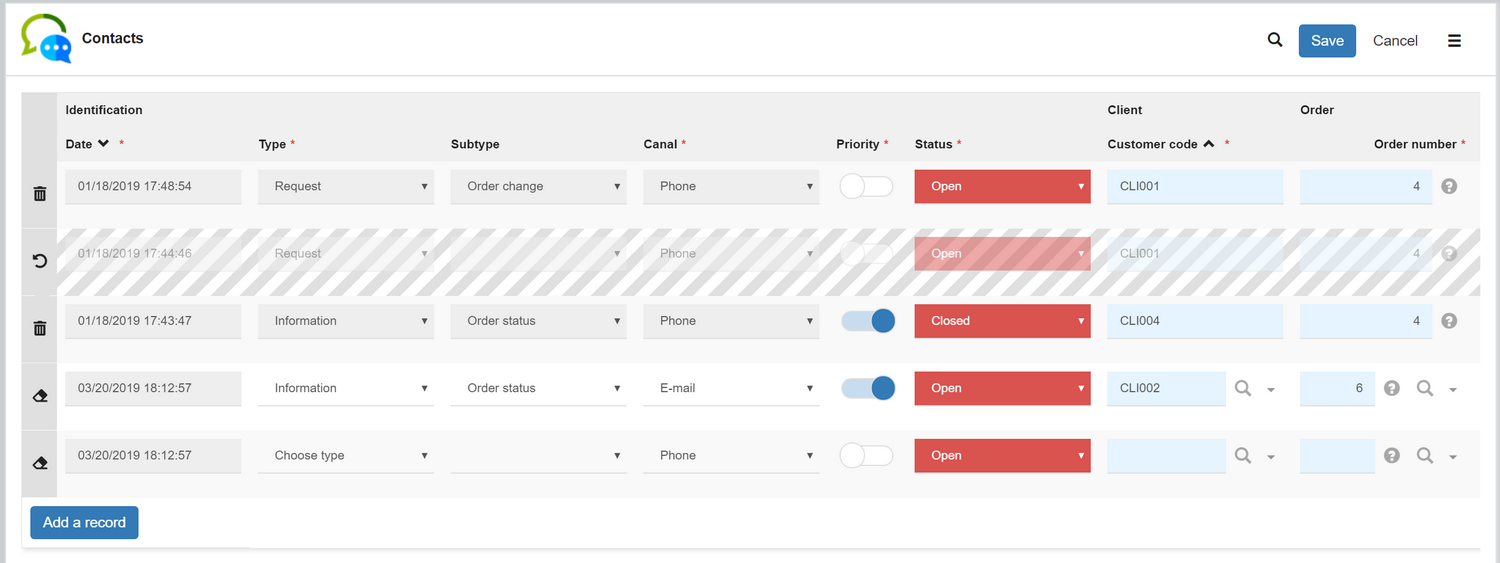 Contacts
Save Cancel
Identification Client Order
Date * Type * Subtype Canal * Priority * Status * Customer code * Order number *
01/18/2019 17:48:54 Request Order change Phone Open CLI001 4
01/18/2019 17:44:46 Request Phone Open CLI001 4
01/18/2019 17:43:47 Information Order status Phone Closed CLI004 4
03/20/2019 18:12:57 Information Order status E-mail Open CLI002 6
03/20/2019 18:12:57 Choose type Phone Open
Add a record